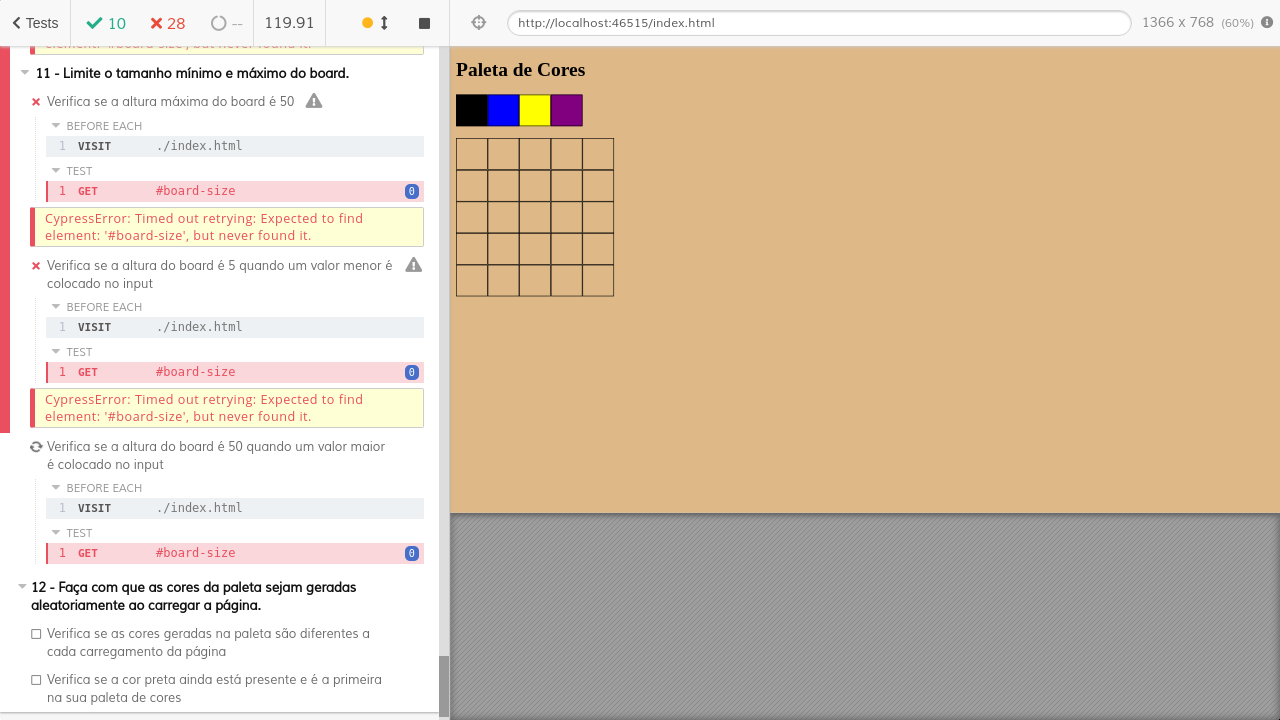 Tests
10
28
--
119.91
http://localhost:46515/index.html
1366 x 768 (60%)
element: '#board-size', but never found it.
11 - Limite o tamanho mínimo e máximo do board.
Verifica se a altura máxima do board é 50
BEFORE EACH
1 VISIT ./index.html
TEST
1 GET #board-size 0
CypressError: Timed out retrying: Expected to find
element: '#board-size', but never found it.
Verifica se a altura do board é 5 quando um valor menor é
colocado no input
BEFORE EACH
1 VISIT ./index.html
TEST
1 GET #board-size 0
CypressError: Timed out retrying: Expected to find
element: '#board-size', but never found it.
Verifica se a altura do board é 50 quando um valor maior
é colocado no input
BEFORE EACH
1 VISIT ./index.html
TEST
1 GET #board-size 0
12 - Faça com que as cores da paleta sejam geradas
aleatoriamente ao carregar a página.
Verifica se as cores geradas na paleta são diferentes a
cada carregamento da página
Verifica se a cor preta ainda está presente e é a primeira
na sua paleta de cores
Paleta de Cores